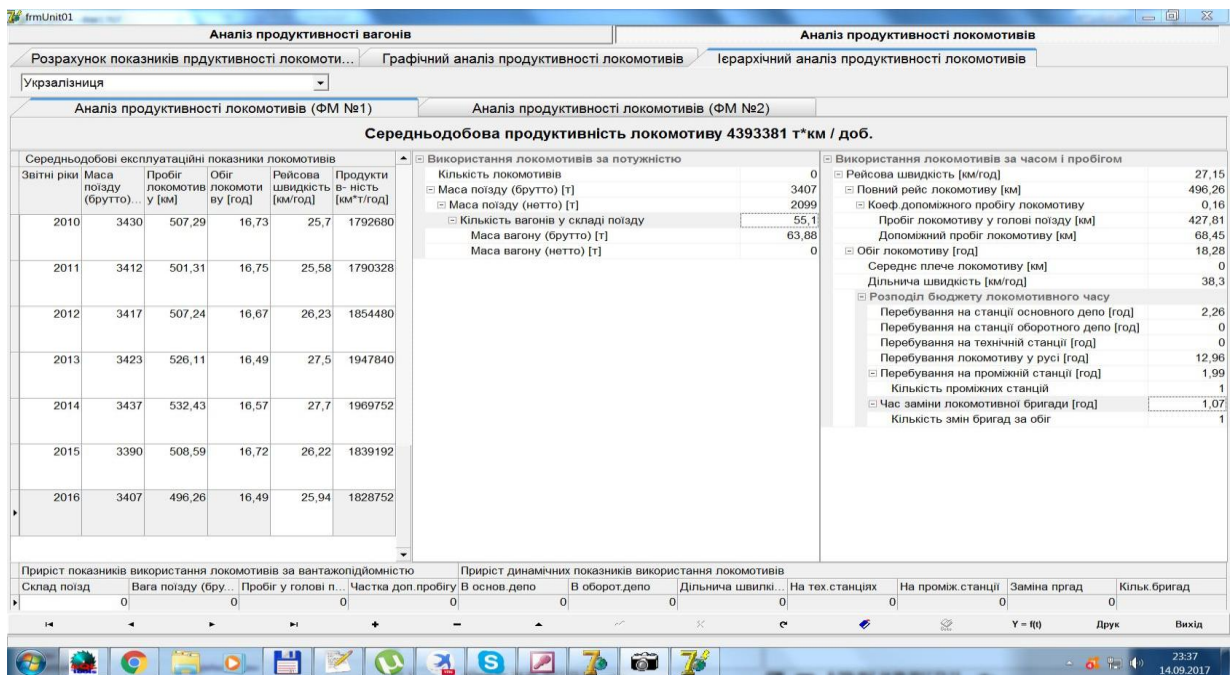 frmUnit01
Аналіз продуктивності вагонів
Аналіз продуктивності локомотивів
Розрахунок показників прдуктивності локомоти...
Графічний аналіз продуктивності локомотивів
Ієрархічний аналіз продуктивності локомотивів
Укрзалізниця
Аналіз продуктивності локомотивів (ФМ №1)
Аналіз продуктивності локомотивів (ФМ №2)
Середньодобова продуктивність локомотиву 4393381 т*км / доб.
Середньодобові експлуатаційні показники локомотивів
Звітні ріки Маса поїзду (брутто)... Пробіг локомотив у [км] Обіг локомоти ву [год] Рейсова швидкість [км/год] Продукти в- ність [км*т/год]
2010 3430 507,29 16,73 25,7 1792680
2011 3412 501,31 16,75 25,58 1790328
2012 3417 507,24 16,67 26,23 1854480
2013 3423 526,11 16,49 27,5 1947840
2014 3437 532,43 16,57 27,7 1969752
2015 3390 508,59 16,72 26,22 1839192
2016 3407 496,26 16,49 25,94 1828752
Використання локомотивів за потужністю
Кількість локомотивів 0
Маса поїзду (брутто) [т] 3407
Маса поїзду (нетто) [т] 2099
Кількість вагонів у складі поїзду 55,1
Маса вагону (брутто) [т] 63,88
Маса вагону (нетто) [т] 0
Використання локомотивів за часом і пробігом
Рейсова швидкість [км/год] 27,15
Повний рейс локомотиву [км] 496,26
Коеф.допоміжного пробігу локомотиву 0,16
Пробіг локомотиву у голові поїзду [км] 427,81
Допоміжний пробіг локомотиву [км] 68,45
Обіг локомотиву [год] 18,28
Середнє плече локомотиву [км] 0
Дільнича швидкість [км/год] 38,3
Розподіл бюджету локомотивного часу
Перебування на станції основного депо [год] 2,26
Перебування на станції оборотного депо [год] 0
Перебування на технічній станції [год] 0
Перебування локомотиву у русі [год] 12,96
Перебування на проміжній станції [год] 1,99
Кількість проміжних станцій 1
Час заміни локомотивної бригади [год] 1,07
Кількість змін бригад за обіг 1
Приріст показників використання локомотивів за вантажопідйомністю
Приріст динамічних показників використання локомотивів
Склад поїзд Вага поїзду (бру... Пробіг у голові п... Частка доп.пробігу В основ.депо В оборот.депо Дільнича швилкі... На тех.станціях На проміж.станції Заміна пргад Кільк.бригад
0 0 0 0 0 0 0 0 0 0
Y = f(t) Друк Вихід
23:37
14.09.2017